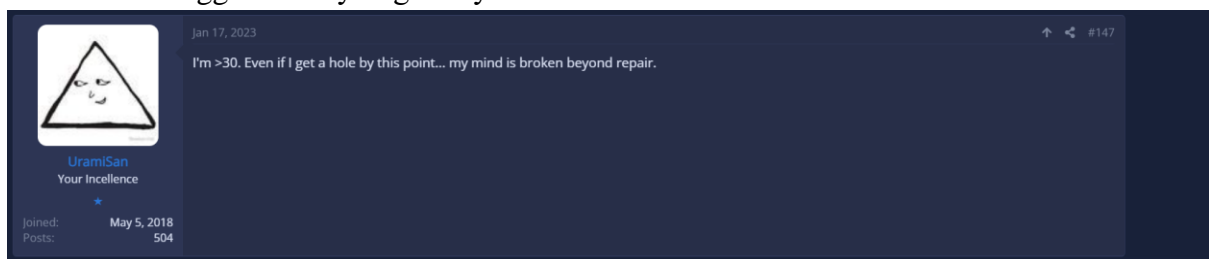 Jan 17, 2023
#147
I'm >30. Even if I get a hole by this point... my mind is broken beyond repair.
UramiSan
Your Incellence
Joined: May 5, 2018
Posts: 504